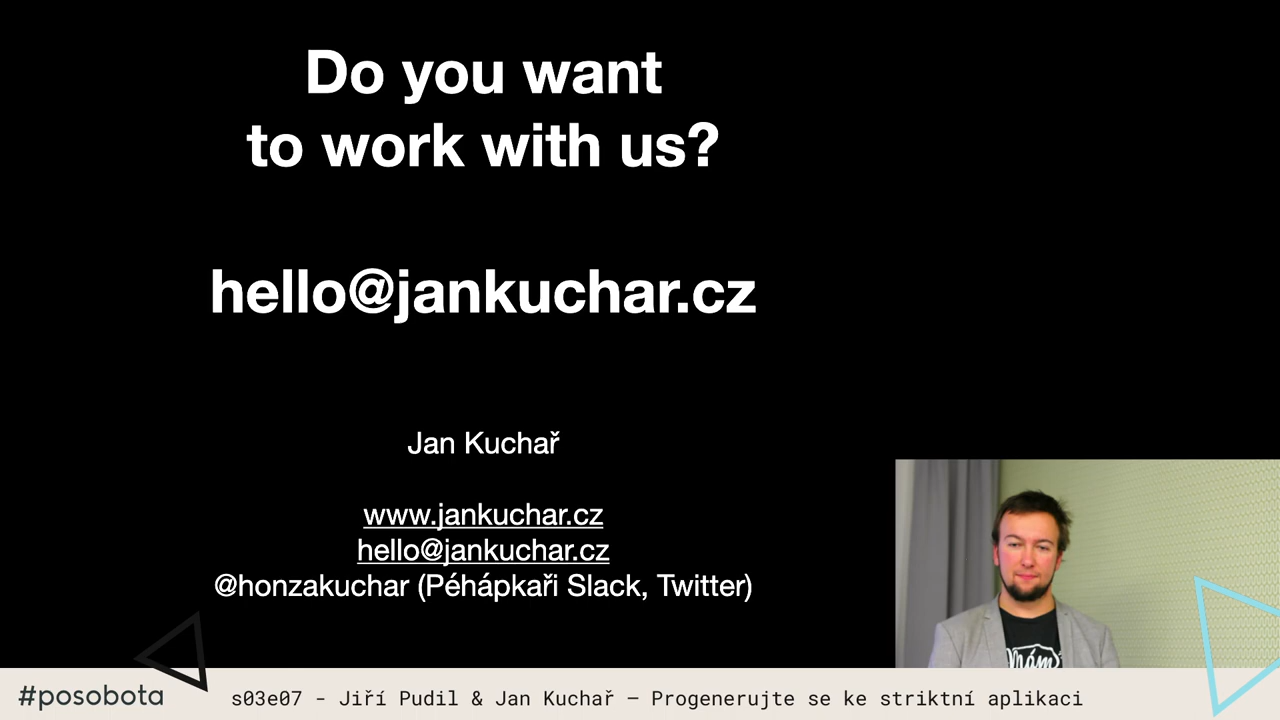 Do you want
to work with us?
hello@jankuchar.cz
Jan Kuchař
www.jankuchar.cz
hello@jankuchar.cz
@honzakuchar (Péhápkaři Slack, Twitter)
#posobota
s03e07 - Jiří Pudil & Jan Kuchař – Progenerujte se ke striktní aplikaci